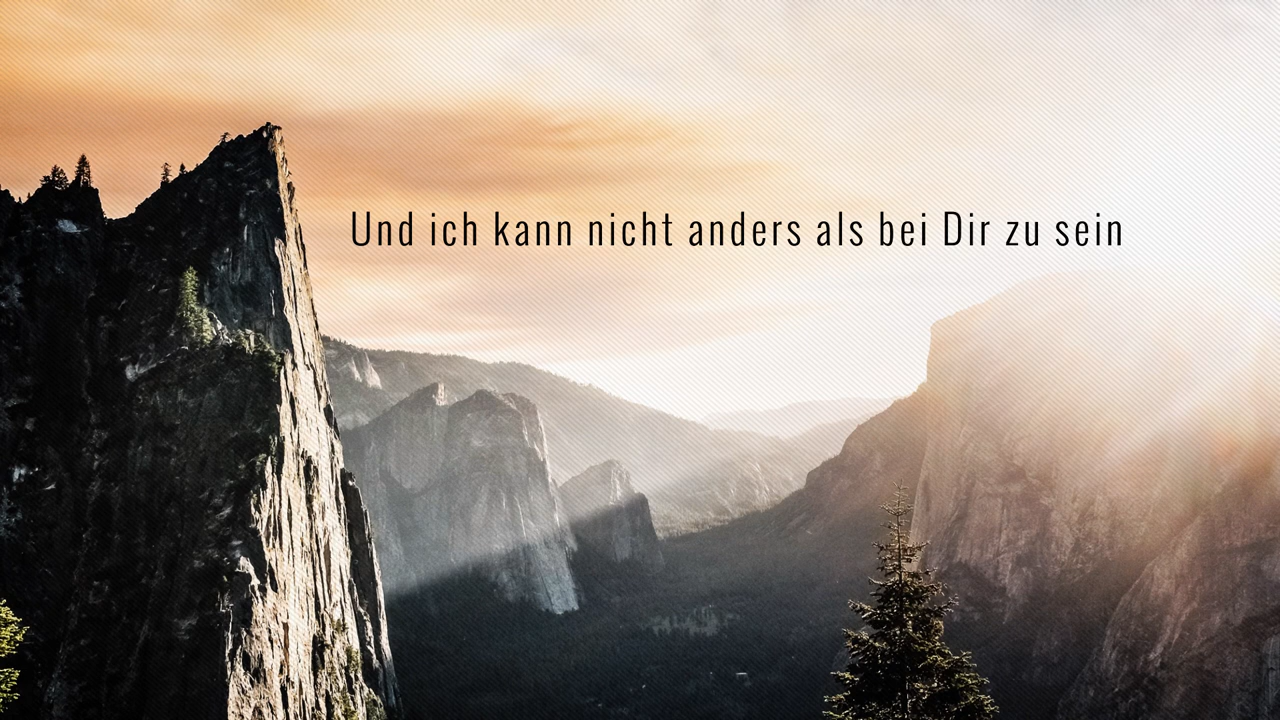 Und ich kann nicht anders als bei Dir zu sein